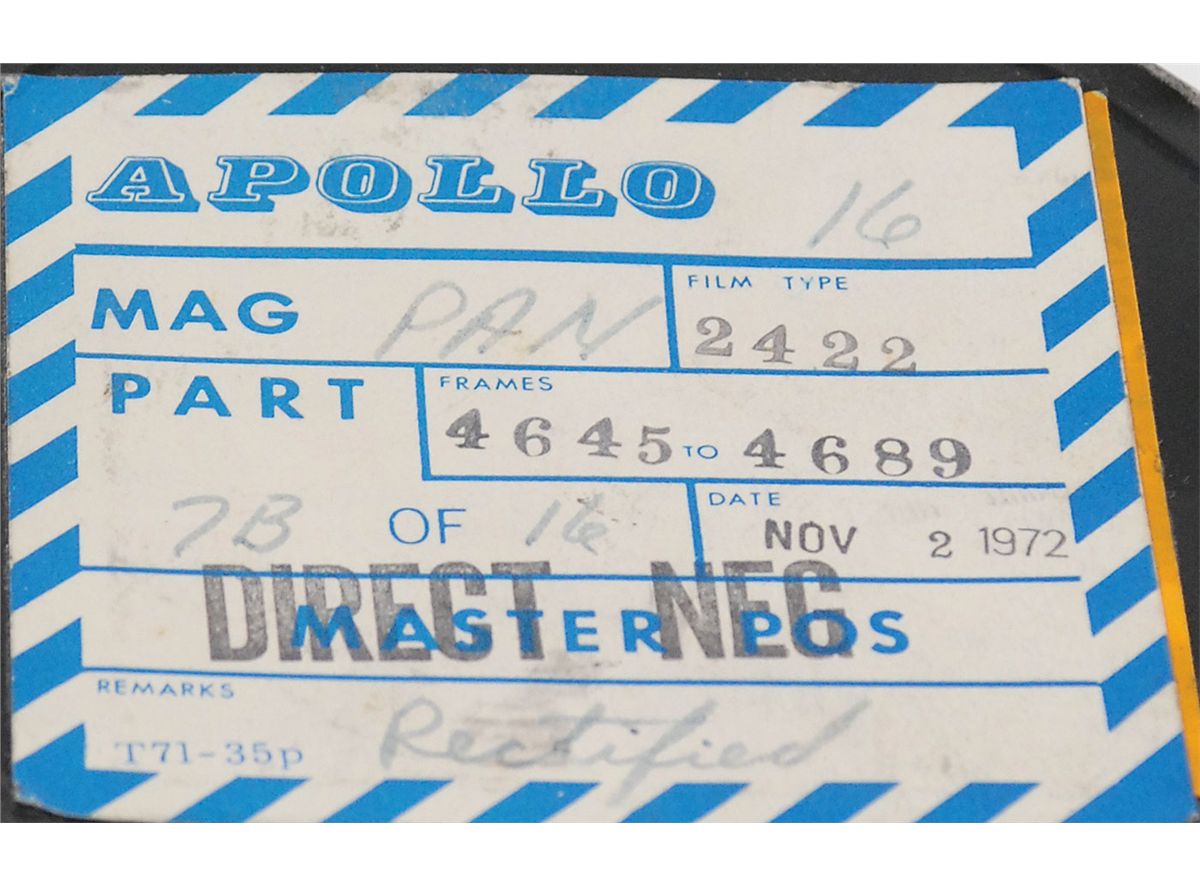 APOLLO 16
MAG PAN
FILM TYPE
2422
PART
FRAMES
4645 TO 4689
7B OF 16
DATE
NOV 2 1972
DIRECT NEG
MASTER POS
REMARKS
Rectified
T71-35p